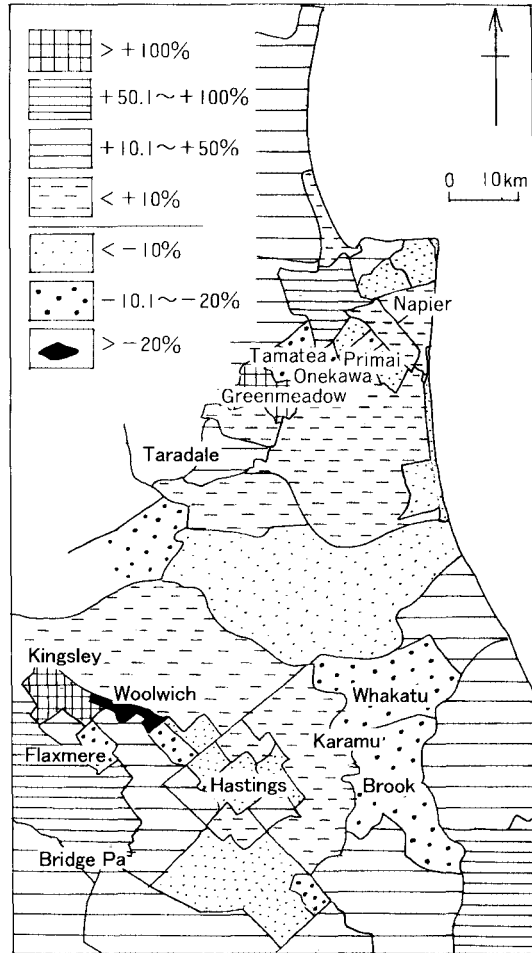 > +100%
+50.1~+100%
+10.1~+50%
< +10%
< -10%
-10.1~-20%
> -20%
0 10km
Napier
Tamatea Primai
Onekawa
Greenmeadow
Taradale
Kingsley
Woolwich
Whakatu
Karamu
Flaxmere
Hastings
Brook
Bridge Pa